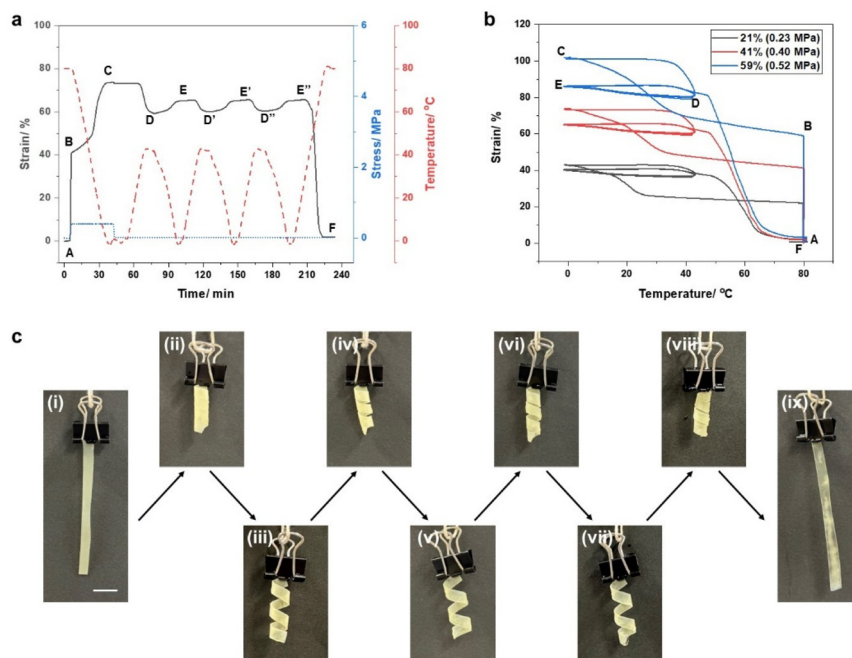 a
Strain/ %
100
80
60
40
20
0
A
B
C
D
E
D'
E'
D''
E''
F
0 30 60 90 120 150 180 210 240
Time/ min
6
4
2
0
Stress/ MPa
100
80
60
40
20
0
Temperature/ °C
b
Strain/ %
120
100
80
60
40
20
0
21% (0.23 MPa)
41% (0.40 MPa)
59% (0.52 MPa)
C
E
D
B
A
F
0 20 40 60 80
Temperature/ °C
c
(i)
(ii)
(iii)
(iv)
(v)
(vi)
(vii)
(viii)
(ix)